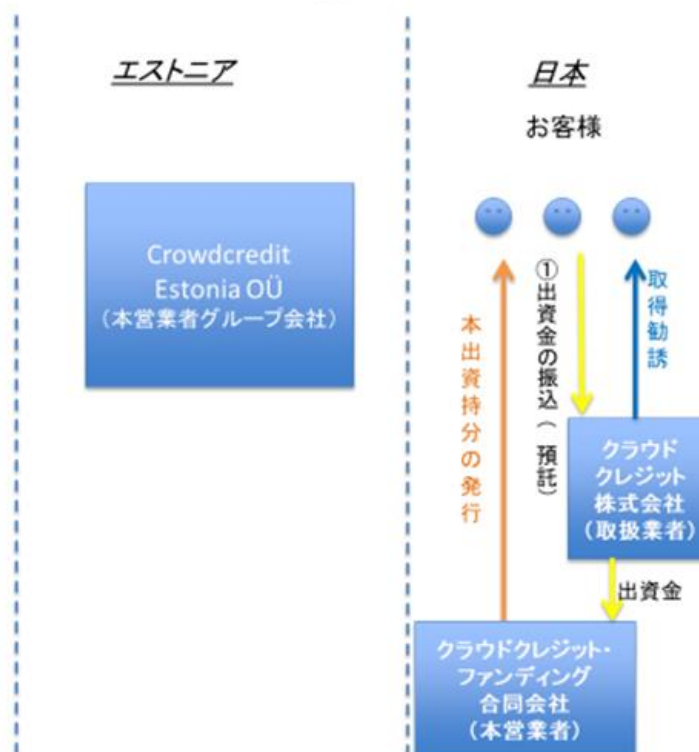 エストニア
日本
お客様
Crowdcredit
Estonia OÜ
(本営業者グループ会社)
本出資持分の発行
①出資金の振込(預託)
取得勧誘
クラウド
クレジット
株式会社
(取扱業者)
出資金
クラウドクレジット・
ファンディング
合同会社
(本営業者)